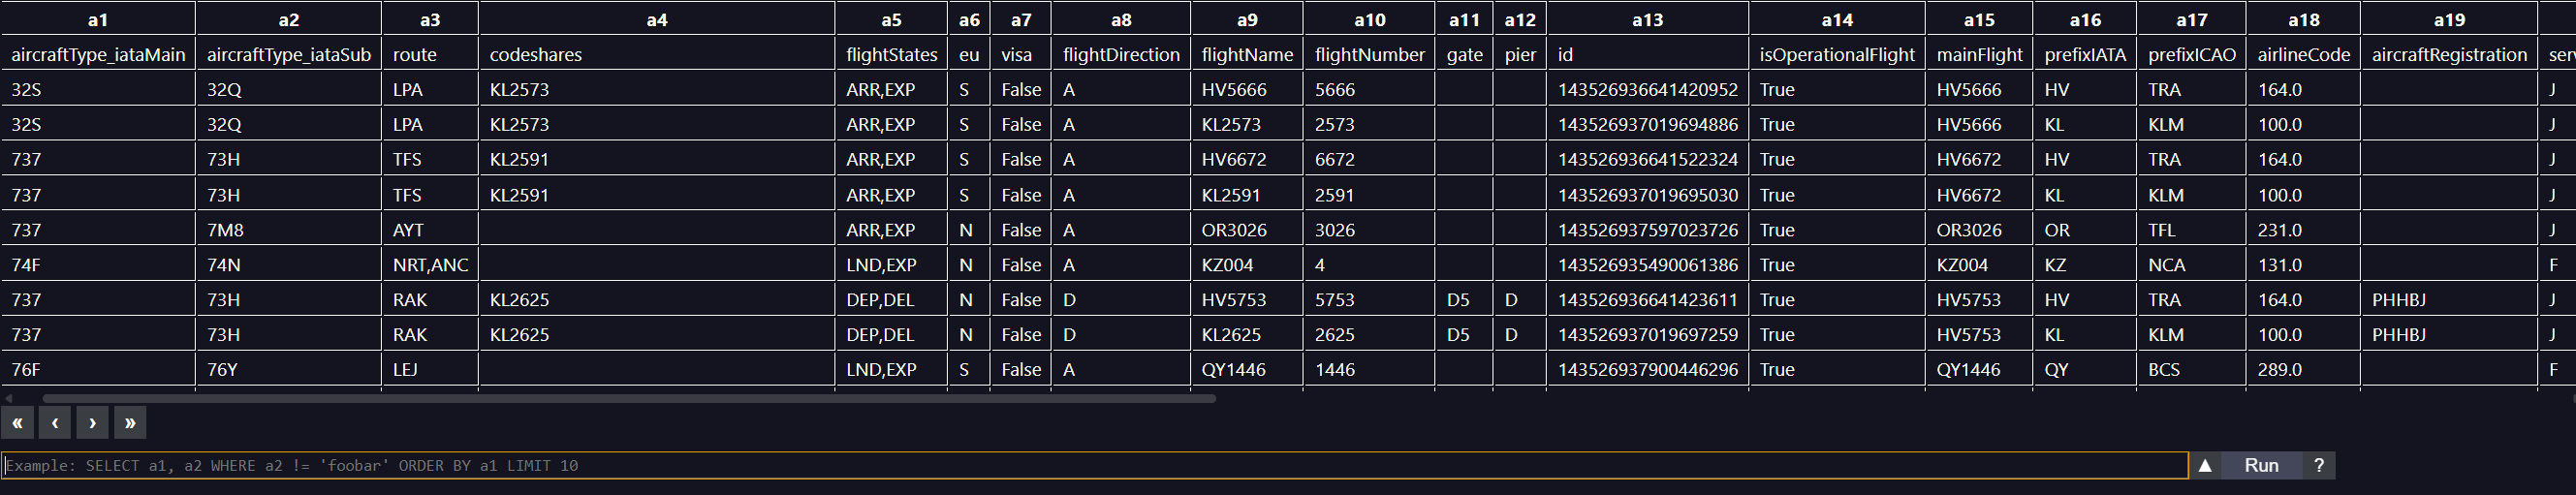 a1 a2 a3 a4 a5 a6 a7 a8 a9 a10 a11 a12 a13 a14 a15 a16 a17 a18 a19
aircraftType_iataMain aircraftType_iataSub route codeshares flightStates eu visa flightDirection flightName flightNumber gate pier id isOperationalFlight mainFlight prefixIATA prefixICAO airlineCode aircraftRegistration serv
32S 32Q LPA KL2573 ARR,EXP S False A HV5666 5666 143526936641420952 True HV5666 HV TRA 164.0 J
32S 32Q LPA KL2573 ARR,EXP S False A KL2573 2573 143526937019694886 True HV5666 KL KLM 100.0 J
737 73H TFS KL2591 ARR,EXP S False A HV6672 6672 143526936641522324 True HV6672 HV TRA 164.0 J
737 73H TFS KL2591 ARR,EXP S False A KL2591 2591 143526937019695030 True HV6672 KL KLM 100.0 J
737 7M8 AYT ARR,EXP N False A OR3026 3026 143526937597023726 True OR3026 OR TFL 231.0 J
74F 74N NRT,ANC LND,EXP N False A KZ004 4 143526935490061386 True KZ004 KZ NCA 131.0 F
737 73H RAK KL2625 DEP,DEL N False D HV5753 5753 D5 D 143526936641423611 True HV5753 HV TRA 164.0 PHHBJ J
737 73H RAK KL2625 DEP,DEL N False D KL2625 2625 D5 D 143526937019697259 True HV5753 KL KLM 100.0 PHHBJ J
76F 76Y LEJ LND,EXP S False A QY1446 1446 143526937900446296 True QY1446 QY BCS 289.0 F
« ‹ › »
Example: SELECT a1, a2 WHERE a2 != 'foobar' ORDER BY a1 LIMIT 10 ▲ Run ?